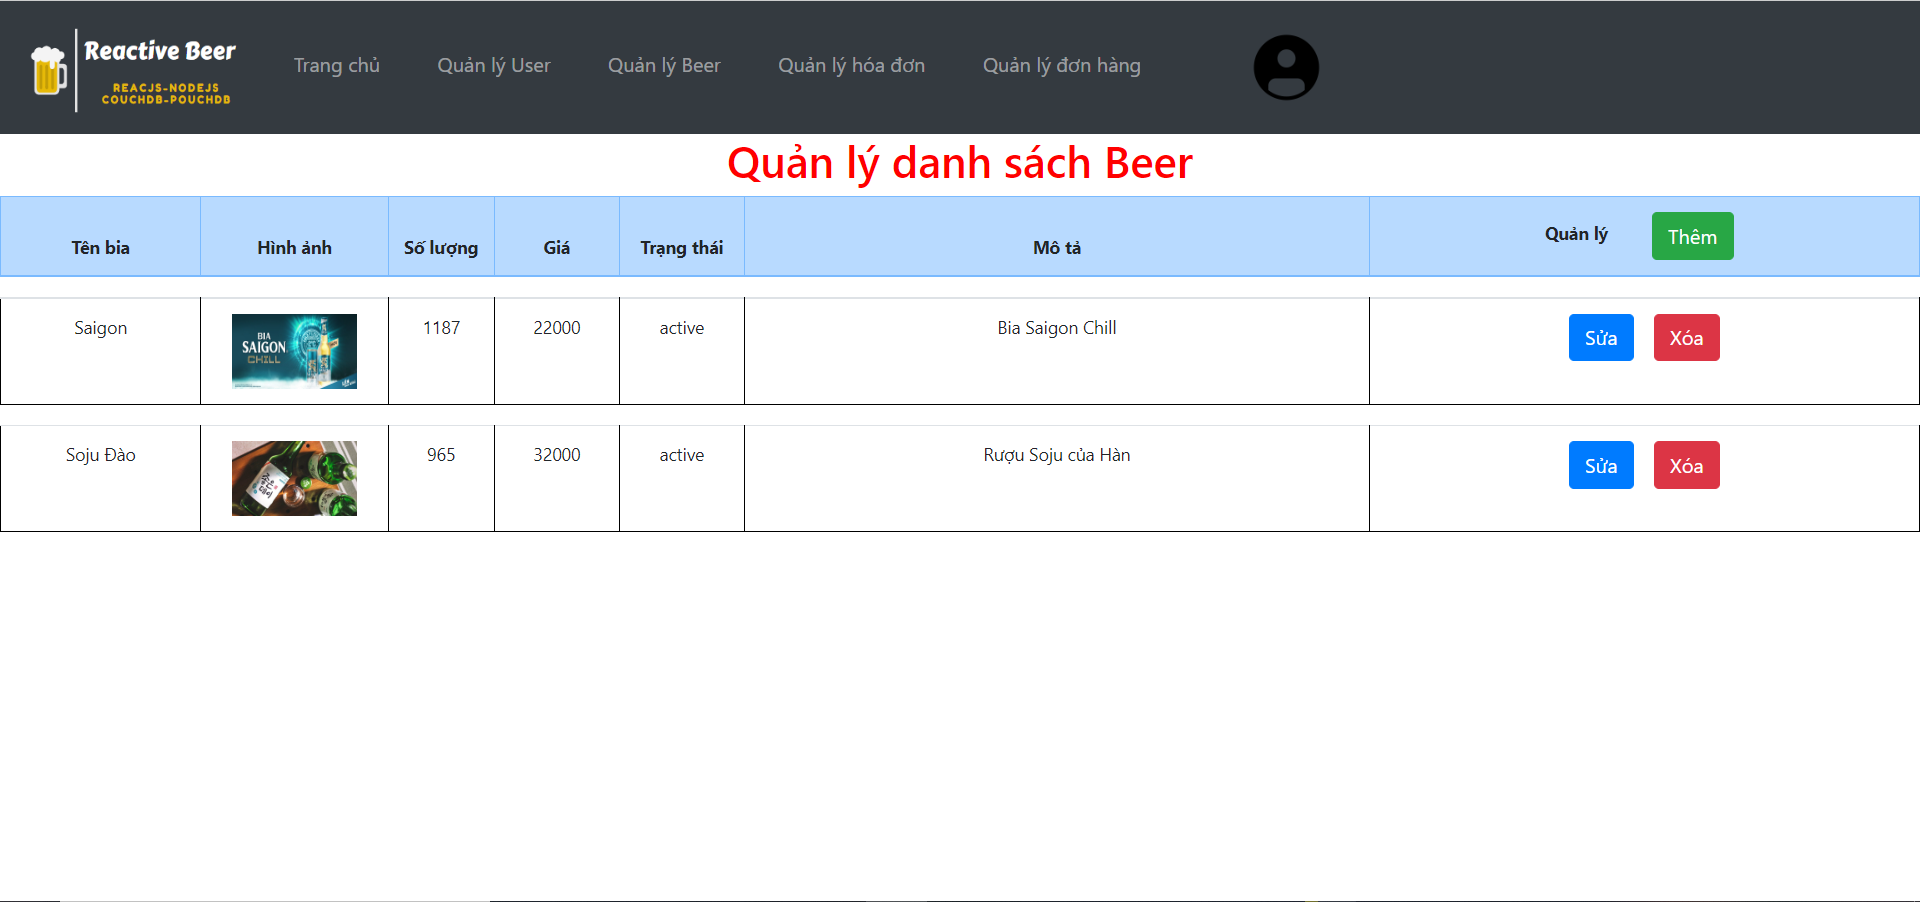 Reactive Beer
REACJS-NODEJS
COUCHDB-POUCHDB
Trang chủ
Quản lý User
Quản lý Beer
Quản lý hóa đơn
Quản lý đơn hàng
Quản lý danh sách Beer
Tên bia
Hình ảnh
Số lượng
Giá
Trạng thái
Mô tả
Quản lý
Thêm
Saigon
BIA
SAIGON
CHILL
1187
22000
active
Bia Saigon Chill
Sửa
Xóa
Soju Đào
965
32000
active
Rượu Soju của Hàn
Sửa
Xóa